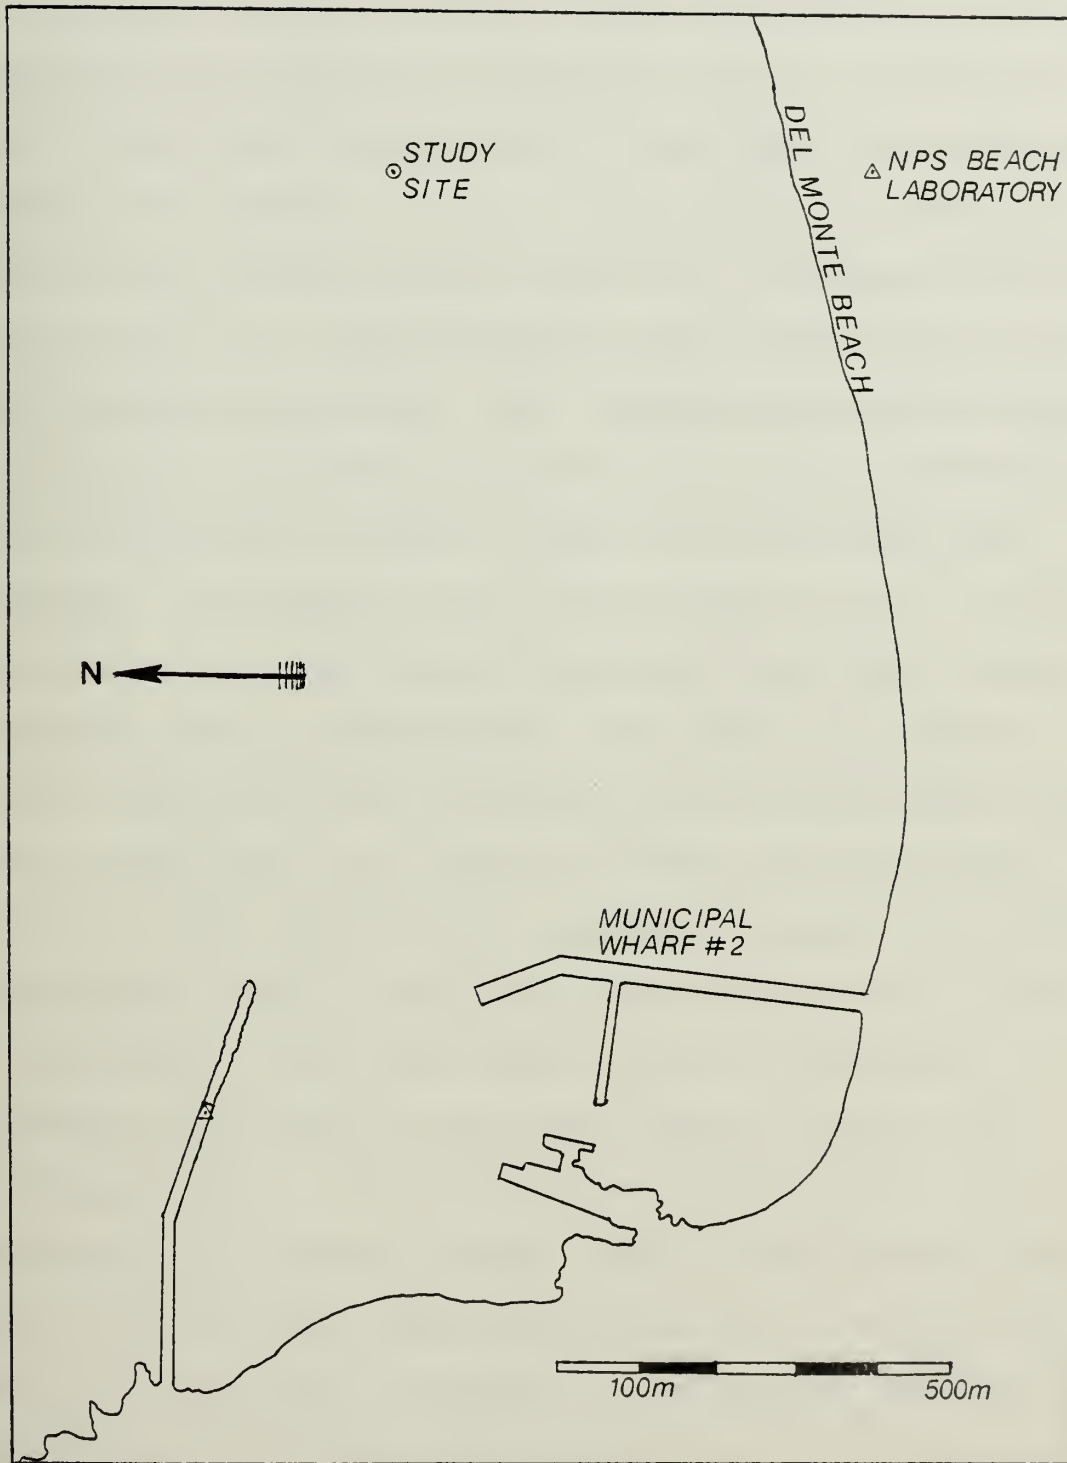 STUDY
SITE
DEL MONTE BEACH
NPS BEACH
LABORATORY
N
MUNICIPAL
WHARF #2
100m
500m